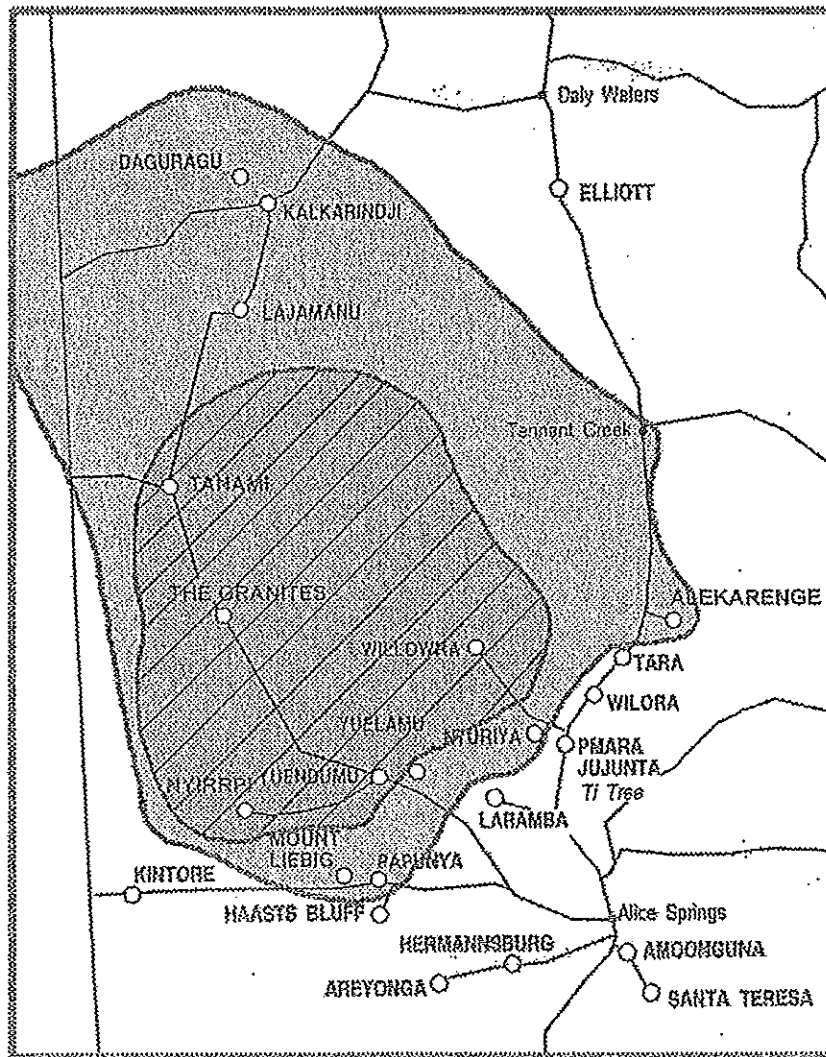 Daly Waters
DAGURAGU
ELLIOTT
KALKARINDJI
LAJAMANU
Tennant Creek
TANAMI
ALEKARENGE
THE GRANITES
WILLOWRA
TARA
WILORA
YUELAMU
NTURIYA
PMARA
JUJUNTA
Ti Tree
YUENDUMU
NYIRRPI
LARAMBA
MOUNT
LIEBIG
PAPUNYA
KINTORE
HAASTS BLUFF
Alice Springs
HERMANNSBURG
AMOONGUNA
AREYONGA
SANTA TERESA